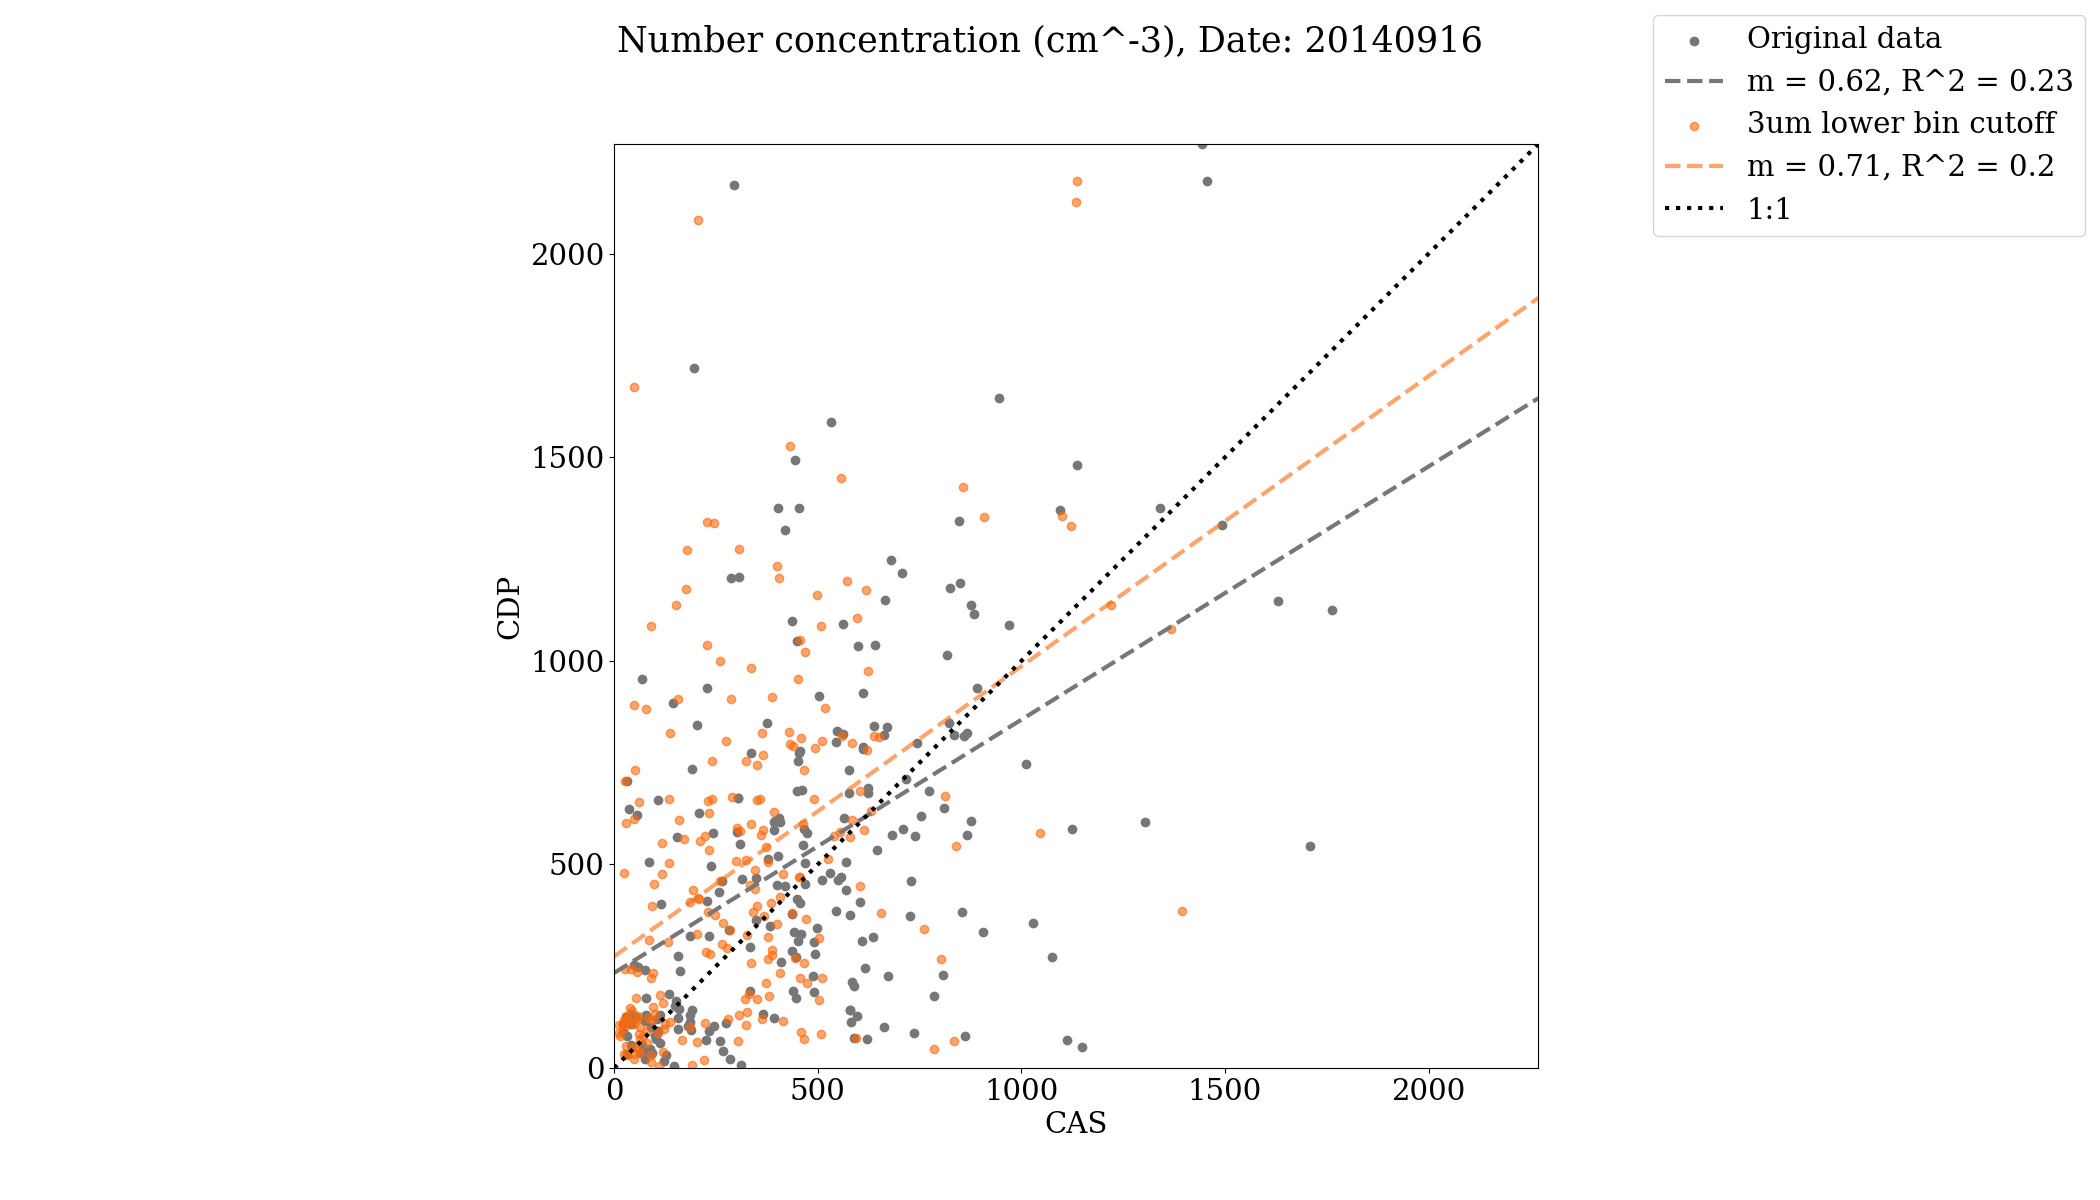 Number concentration (cm^-3), Date: 20140916
Original data
m = 0.62, R^2 = 0.23
3um lower bin cutoff
m = 0.71, R^2 = 0.2
1:1
2000
1500
1000
500
0
CDP
0 500 1000 1500 2000
CAS